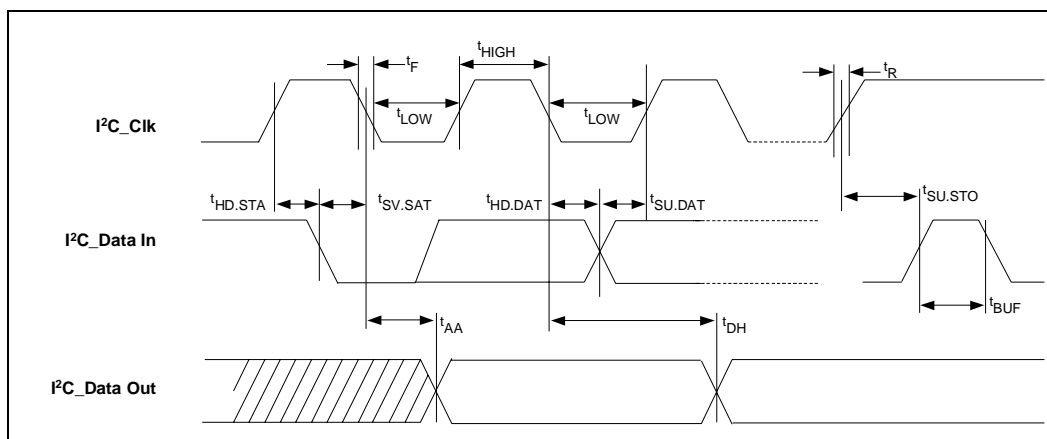 tF
tHIGH
tR
I²C_Clk
tLOW
tLOW
tHD.STA
tSV.SAT
tHD.DAT
tSU.DAT
tSU.STO
I²C_Data In
tAA
tDH
tBUF
I²C_Data Out